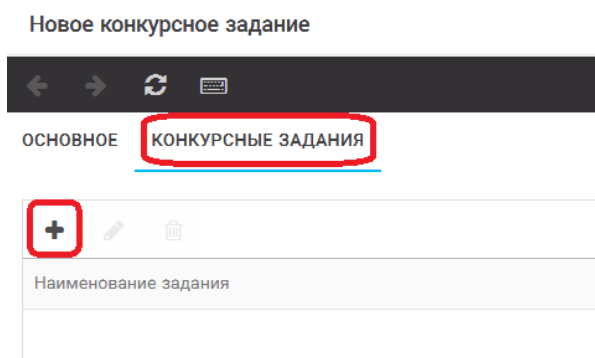 Новое конкурсное задание
ОСНОВНОЕ КОНКУРСНЫЕ ЗАДАНИЯ
Наименование задания